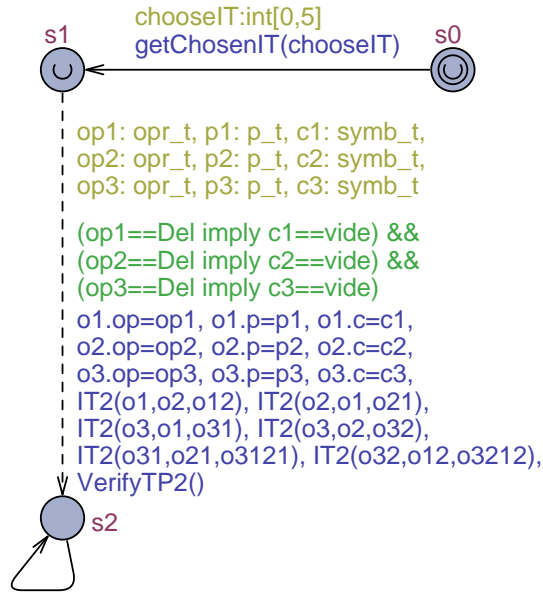 chooseIT:int[0,5]
s1
getChosenIT(chooseIT)
s0
op1: opr_t, p1: p_t, c1: symb_t,
op2: opr_t, p2: p_t, c2: symb_t,
op3: opr_t, p3: p_t, c3: symb_t
(op1==Del imply c1==vide) &&
(op2==Del imply c2==vide) &&
(op3==Del imply c3==vide)
o1.op=op1, o1.p=p1, o1.c=c1,
o2.op=op2, o2.p=p2, o2.c=c2,
o3.op=op3, o3.p=p3, o3.c=c3,
IT2(o1,o2,o12), IT2(o2,o1,o21),
IT2(o3,o1,o31), IT2(o3,o2,o32),
IT2(o31,o21,o3121), IT2(o32,o12,o3212),
VerifyTP2()
s2